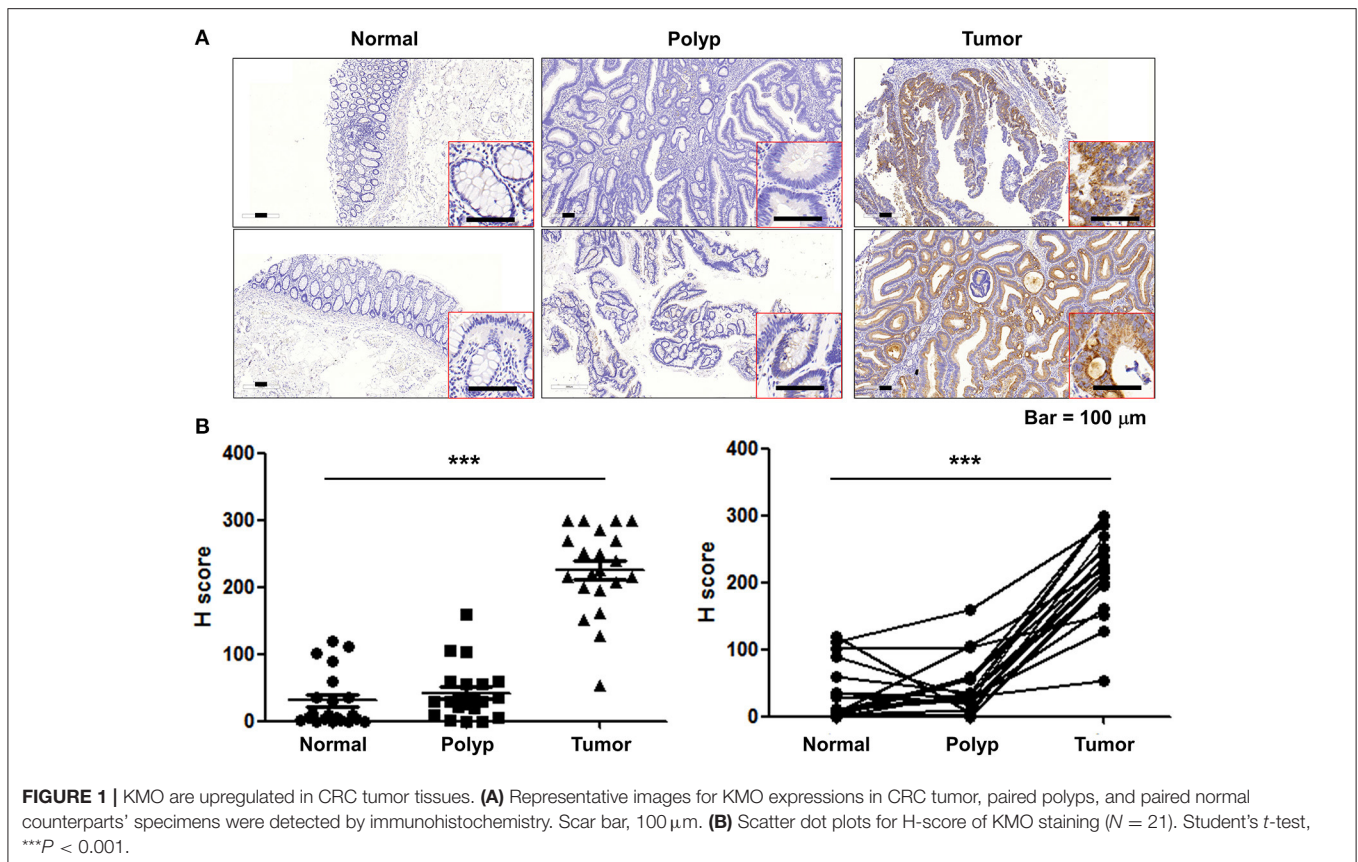 A
Normal Polyp Tumor
Bar = 100 μm
B
400
300
200
100
0
H score
***
Normal Polyp Tumor
400
300
200
100
0
H score
***
Normal Polyp Tumor
FIGURE 1 | KMO are upregulated in CRC tumor tissues. (A) Representative images for KMO expressions in CRC tumor, paired polyps, and paired normal
counterparts' specimens were detected by immunohistochemistry. Scar bar, 100 μm. (B) Scatter dot plots for H-score of KMO staining (N = 21). Student's t-test,
***P < 0.001.